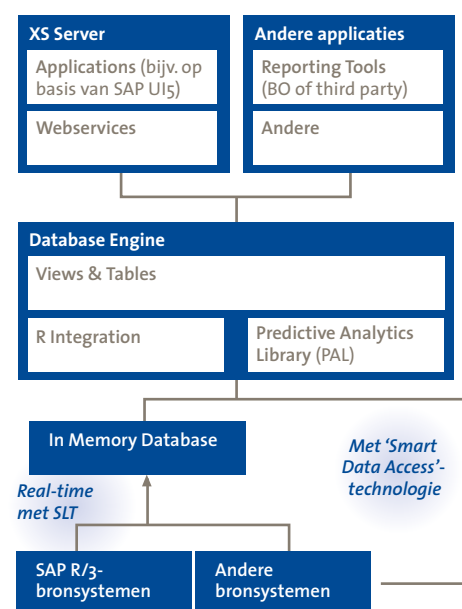 XS Server
Applications (bijv. op
basis van SAP UI5)
Webservices
Andere applicaties
Reporting Tools
(BO of third party)
Andere
Database Engine
Views & Tables
R Integration
Predictive Analytics
Library (PAL)
In Memory Database
Met ‘Smart
Data Access’-
technologie
Real-time
met SLT
SAP R/3-
bronsystemen
Andere
bronsystemen